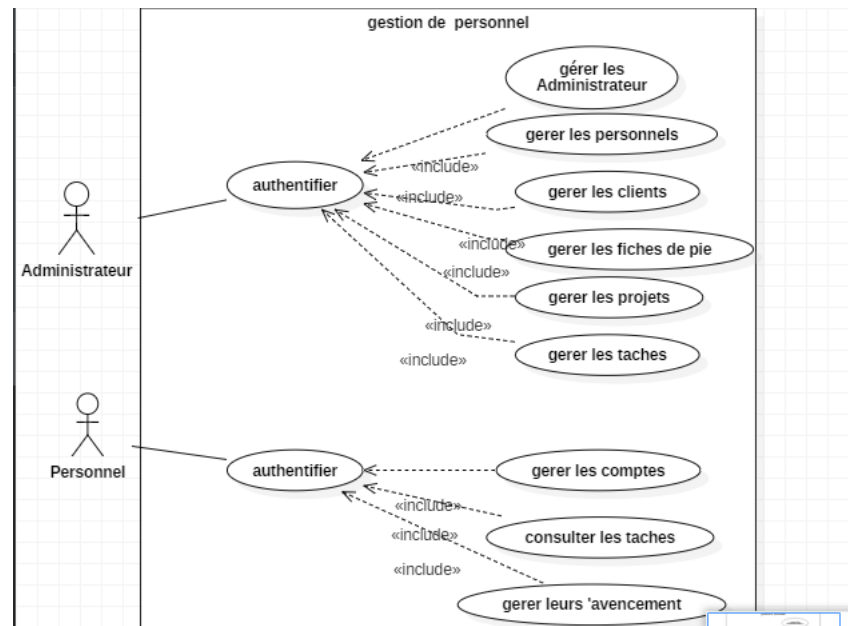 gestion de personnel
gérer les
Administrateur
gerer les personnels
«include»
authentifier
gerer les clients
«include»
«include»
gerer les fiches de pie
Administrateur
«include»
gerer les projets
«include»
gerer les taches
«include»
Personnel
authentifier
gerer les comptes
«include»
«include»
consulter les taches
«include»
gerer leurs 'avencement